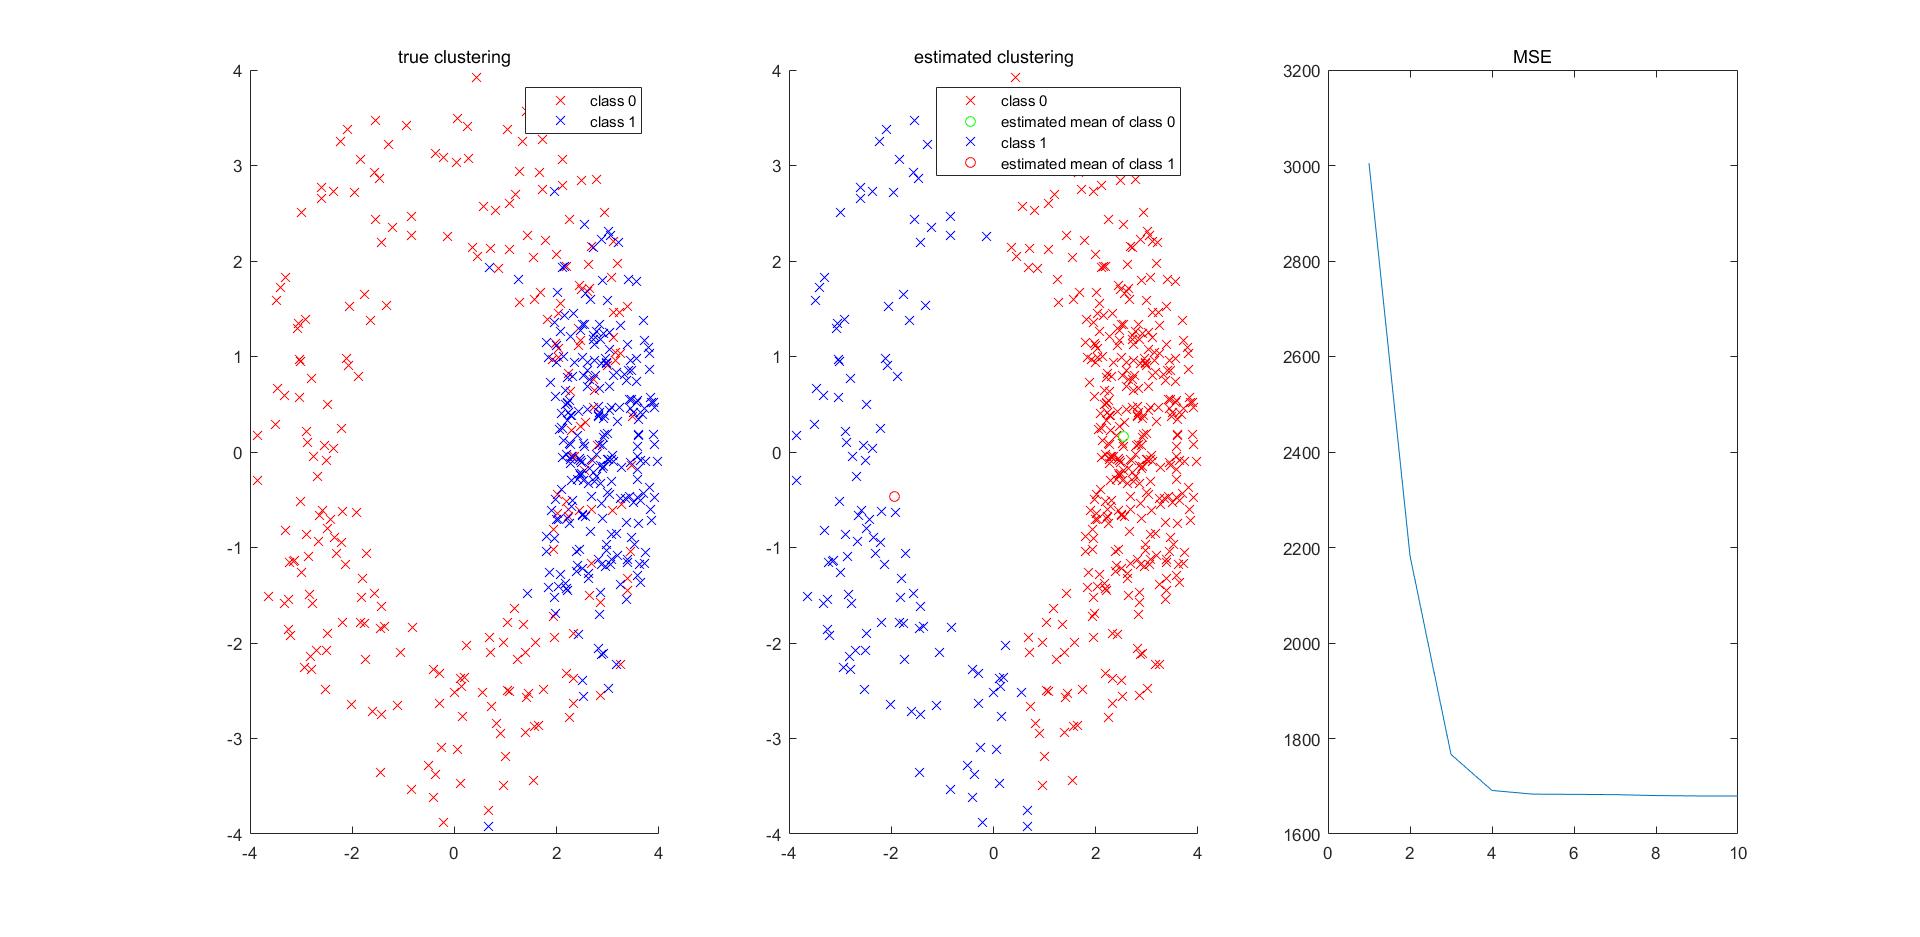 true clustering
4
3
2
1
0
-1
-2
-3
-4
-4 -2 0 2 4
class 0
class 1
estimated clustering
4
3
2
1
0
-1
-2
-3
-4
-4 -2 0 2 4
class 0
estimated mean of class 0
class 1
estimated mean of class 1
MSE
3200
3000
2800
2600
2400
2200
2000
1800
1600
0 2 4 6 8 10